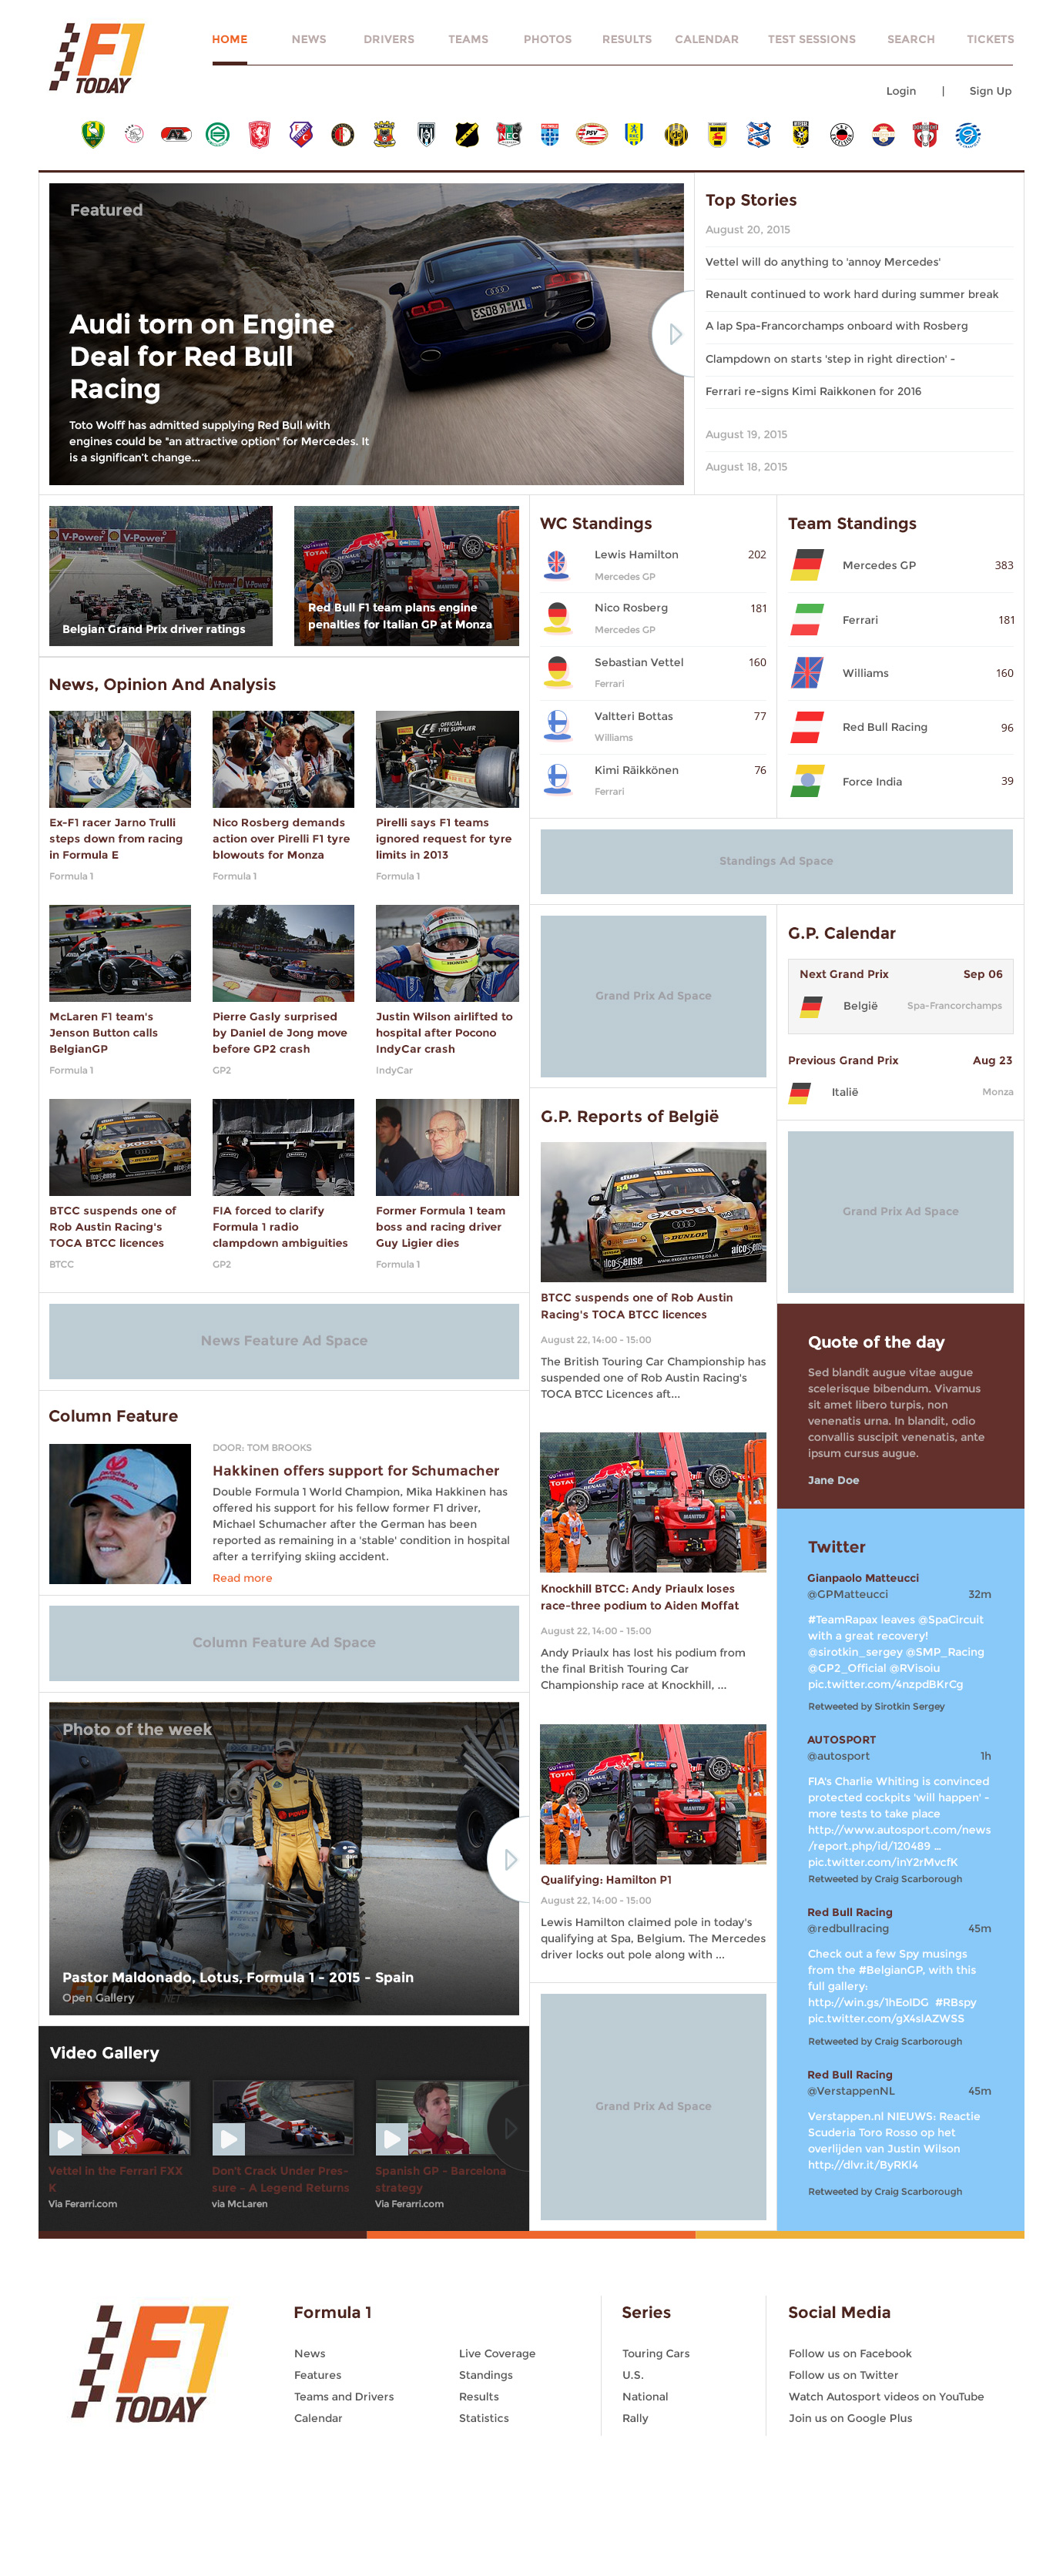 F1
TODAY
HOME
NEWS
DRIVERS
TEAMS
PHOTOS
RESULTS
CALENDAR
TEST SESSIONS
SEARCH
TICKETS
Login
|
Sign Up
AZ
NEC
PSV
Featured
Audi torn on Engine
Deal for Red Bull
Racing
Toto Wolff has admitted supplying Red Bull with
engines could be "an attractive option" for Mercedes. It
is a significan't change...
IN·R 8023
Top Stories
August 20, 2015
Vettel will do anything to 'annoy Mercedes'
Renault continued to work hard during summer break
A lap Spa-Francorchamps onboard with Rosberg
Clampdown on starts 'step in right direction' -
Ferrari re-signs Kimi Raikkonen for 2016
August 19, 2015
August 18, 2015
V-Power
V-Power
Belgian Grand Prix driver ratings
TOTAL
MANITOU
Red Bull F1 team plans engine
penalties for Italian GP at Monza
WC Standings
Lewis Hamilton
202
Mercedes GP
Nico Rosberg
181
Mercedes GP
Sebastian Vettel
160
Ferrari
Valtteri Bottas
77
Williams
Kimi Räikkönen
76
Ferrari
Team Standings
Mercedes GP
383
Ferrari
181
Williams
160
Red Bull Racing
96
Force India
39
Standings Ad Space
News, Opinion And Analysis
OFFICIAL
TYRE SUPPLIER
Ex-F1 racer Jarno Trulli
steps down from racing
in Formula E
Formula 1
Nico Rosberg demands
action over Pirelli F1 tyre
blowouts for Monza
Formula 1
Pirelli says F1 teams
ignored request for tyre
limits in 2013
Formula 1
McLaren F1 team's
Jenson Button calls
BelgianGP
Formula 1
Pierre Gasly surprised
by Daniel de Jong move
before GP2 crash
GP2
Justin Wilson airlifted to
hospital after Pocono
IndyCar crash
IndyCar
BTCC suspends one of
Rob Austin Racing's
TOCA BTCC licences
BTCC
FIA forced to clarify
Formula 1 radio
clampdown ambiguities
GP2
Former Formula 1 team
boss and racing driver
Guy Ligier dies
Formula 1
News Feature Ad Space
Column Feature
DOOR: TOM BROOKS
Hakkinen offers support for Schumacher
Double Formula 1 World Champion, Mika Hakkinen has
offered his support for his fellow former F1 driver,
Michael Schumacher after the German has been
reported as remaining in a 'stable' condition in hospital
after a terrifying skiing accident.
Read more
Column Feature Ad Space
Photo of the week
Pastor Maldonado, Lotus, Formula 1 - 2015 - Spain
Open Gallery
Video Gallery
Vettel in the Ferrari FXX
K
Via Ferarri.com
Don't Crack Under Pres-
sure – A Legend Returns
via McLaren
Spanish GP - Barcelona
strategy
Via Ferarri.com
Grand Prix Ad Space
G.P. Reports of België
duo
duo
54
exocet
DUNLOP
alcosense
BTCC suspends one of Rob Austin
Racing's TOCA BTCC licences
August 22, 14:00 - 15:00
The British Touring Car Championship has
suspended one of Rob Austin Racing's
TOCA BTCC Licences aft...
MANITOU
Knockhill BTCC: Andy Priaulx loses
race-three podium to Aiden Moffat
August 22, 14:00 - 15:00
Andy Priaulx has lost his podium from
the final British Touring Car
Championship race at Knockhill, ...
MANITOU
Qualifying: Hamilton P1
August 22, 14:00 - 15:00
Lewis Hamilton claimed pole in today's
qualifying at Spa, Belgium. The Mercedes
driver locks out pole along with ...
Grand Prix Ad Space
G.P. Calendar
Next Grand Prix
Sep 06
België
Spa-Francorchamps
Previous Grand Prix
Aug 23
Italië
Monza
Grand Prix Ad Space
Quote of the day
Sed blandit augue vitae augue
scelerisque bibendum. Vivamus
sit amet libero turpis, non
venenatis urna. In blandit, odio
convallis suscipit venenatis, ante
ipsum cursus augue.
Jane Doe
Twitter
Gianpaolo Matteucci
@GPMatteucci
32m
#TeamRapax leaves @SpaCircuit
with a great recovery!
@sirotkin_sergey @SMP_Racing
@GP2_Official @RVisoiu
pic.twitter.com/4nzpdBKrCg
Retweeted by Sirotkin Sergey
AUTOSPORT
@autosport
1h
FIA's Charlie Whiting is convinced
protected cockpits 'will happen' -
more tests to take place
http://www.autosport.com/news
/report.php/id/120489 …
pic.twitter.com/inY2rMvcfK
Retweeted by Craig Scarborough
Red Bull Racing
@redbullracing
45m
Check out a few Spy musings
from the #BelgianGP, with this
full gallery:
http://win.gs/1hEoIDG #RBspy
pic.twitter.com/gX4slAZWSS
Retweeted by Craig Scarborough
Red Bull Racing
@VerstappenNL
45m
Verstappen.nl NIEUWS: Reactie
Scuderia Toro Rosso op het
overlijden van Justin Wilson
http://dlvr.it/ByRKl4
Retweeted by Craig Scarborough
F1
TODAY
Formula 1
News
Features
Teams and Drivers
Calendar
Live Coverage
Standings
Results
Statistics
Series
Touring Cars
U.S.
National
Rally
Social Media
Follow us on Facebook
Follow us on Twitter
Watch Autosport videos on YouTube
Join us on Google Plus